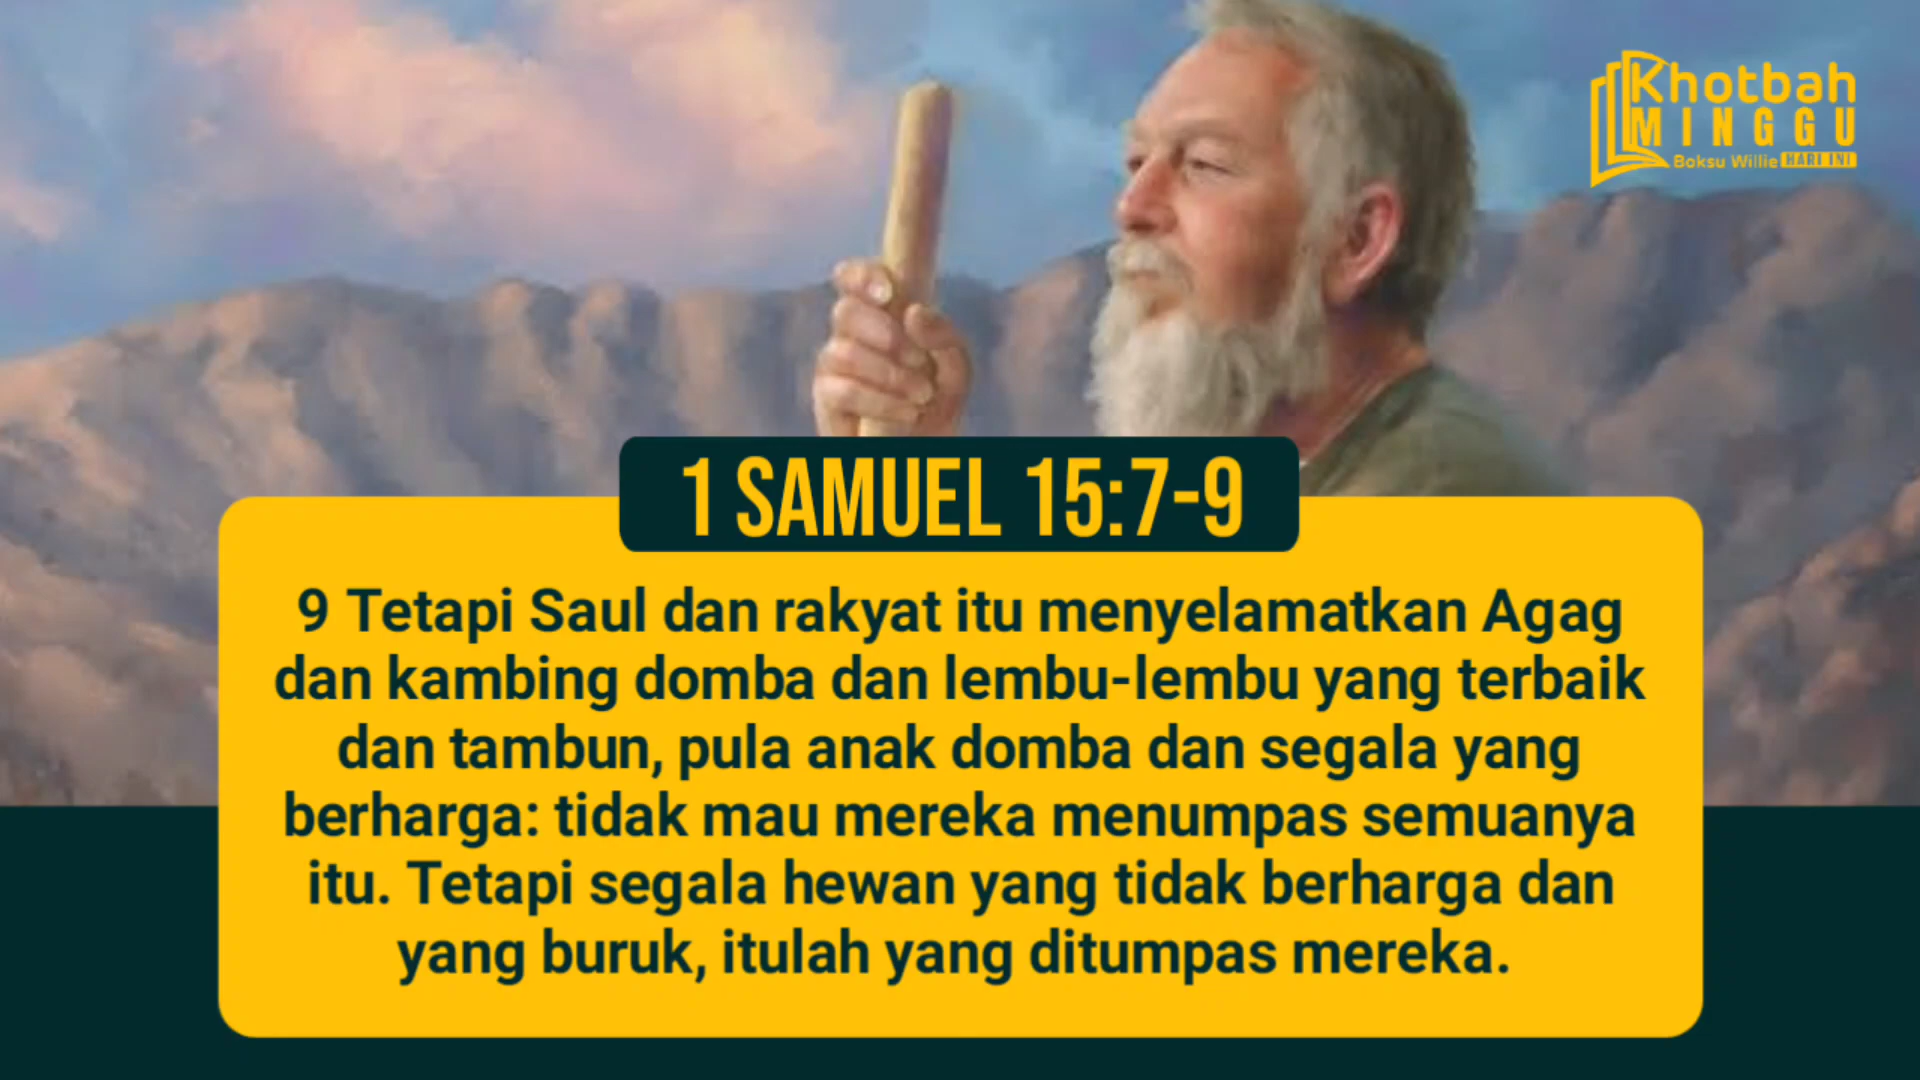 Khotbah
MINGGU
Boksu Willie HARI INI
1 SAMUEL 15:7-9
9 Tetapi Saul dan rakyat itu menyelamatkan Agag
dan kambing domba dan lembu-lembu yang terbaik
dan tambun, pula anak domba dan segala yang
berharga: tidak mau mereka menumpas semuanya
itu. Tetapi segala hewan yang tidak berharga dan
yang buruk, itulah yang ditumpas mereka.